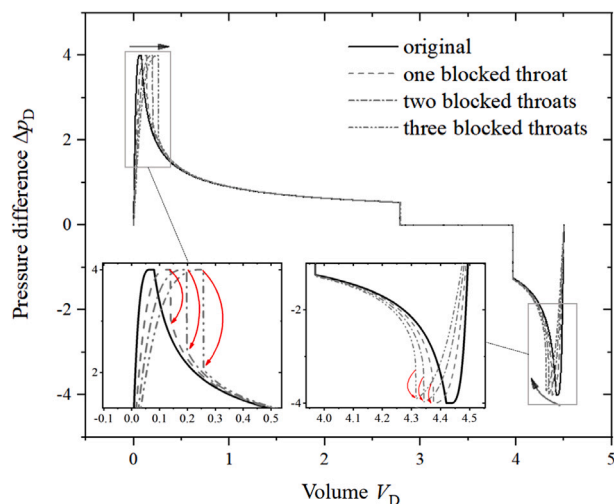 original
one blocked throat
two blocked throats
three blocked throats
Pressure difference ΔpD
4
2
0
-2
-4
4
2
-0.1 0.0 0.1 0.2 0.3 0.4 0.5
-2
-4
4.0 4.1 4.2 4.3 4.4 4.5
0 1 2 3 4 5
Volume VD